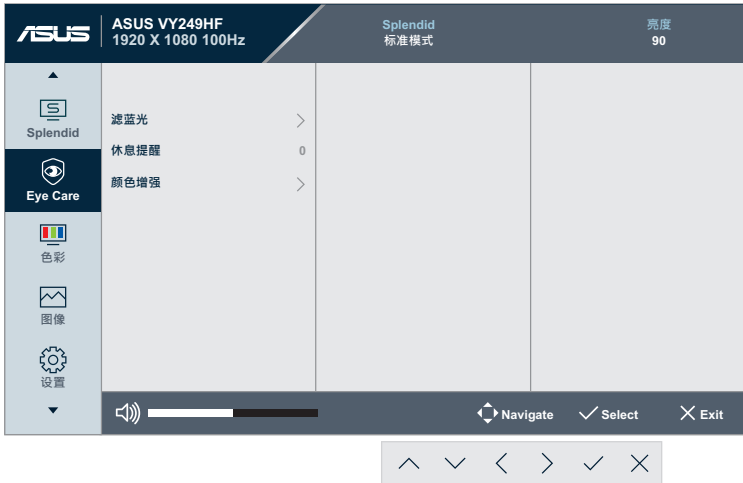 ASUS
ASUS VY249HF
1920 X 1080 100Hz
Splendid
标准模式
亮度
90
Splendid
Eye Care
色彩
图像
设置
滤蓝光
休息提醒 0
颜色增强
Navigate
Select
Exit